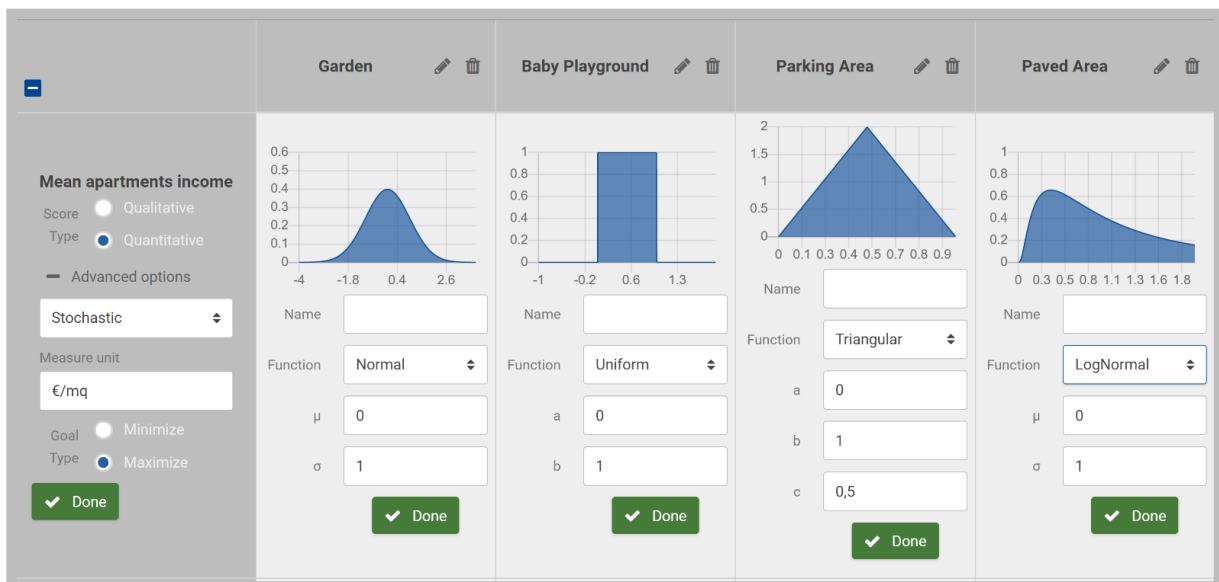 Garden
Baby Playground
Parking Area
Paved Area
Mean apartments income
Score Type
Qualitative
Quantitative
Advanced options
Stochastic
Measure unit
€/mq
Goal Type
Minimize
Maximize
Done
0.6
0.5
0.4
0.3
0.2
0.1
0
-4 -1.8 0.4 2.6
Name
Function Normal
μ 0
σ 1
Done
1
0.8
0.6
0.4
0.2
0
-1 -0.2 0.6 1.3
Name
Function Uniform
a 0
b 1
Done
2
1.5
1
0.5
0
0 0.1 0.3 0.4 0.5 0.7 0.8 0.9
Name
Function Triangular
a 0
b 1
c 0,5
Done
1
0.8
0.6
0.4
0.2
0
0 0.3 0.5 0.8 1.1 1.3 1.6 1.8
Name
Function LogNormal
μ 0
σ 1
Done